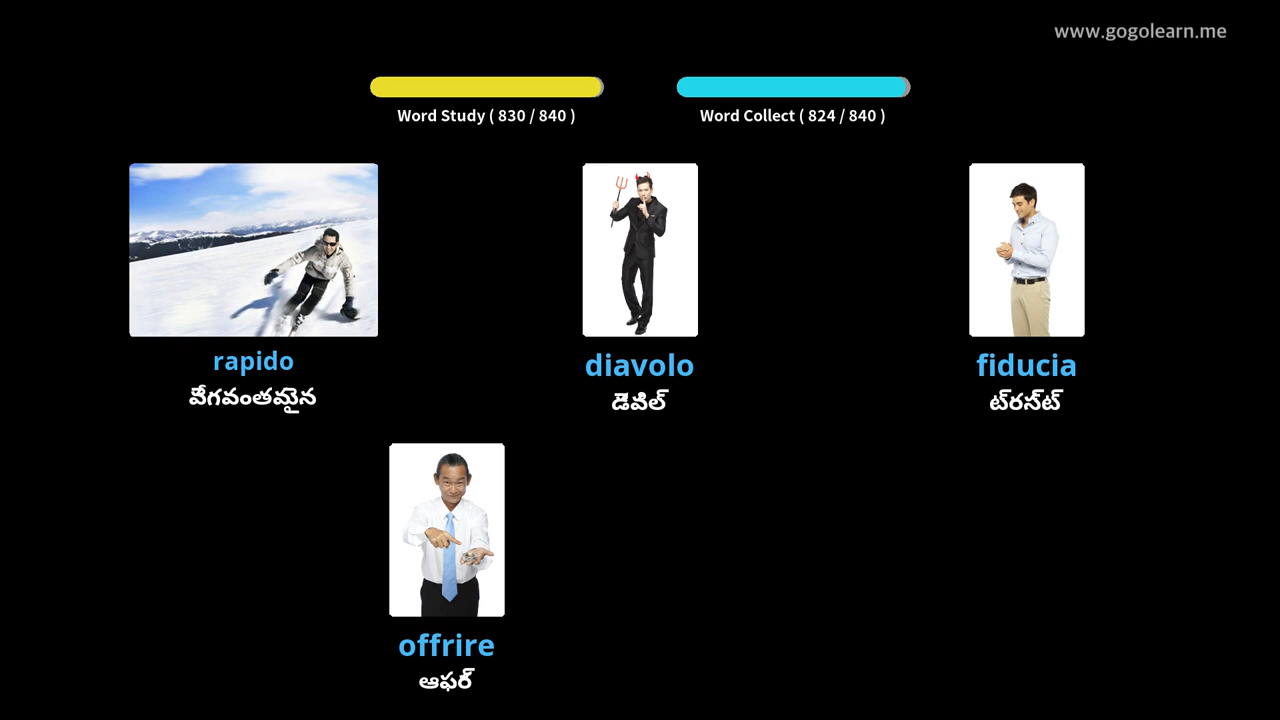 www.gogolearn.me
Word Study ( 830 / 840 )
Word Collect ( 824 / 840 )
rapido
వేగవంతమైన
diavolo
డెవిల్
fiducia
ట్రస్ట్
offrire
ఆఫర్